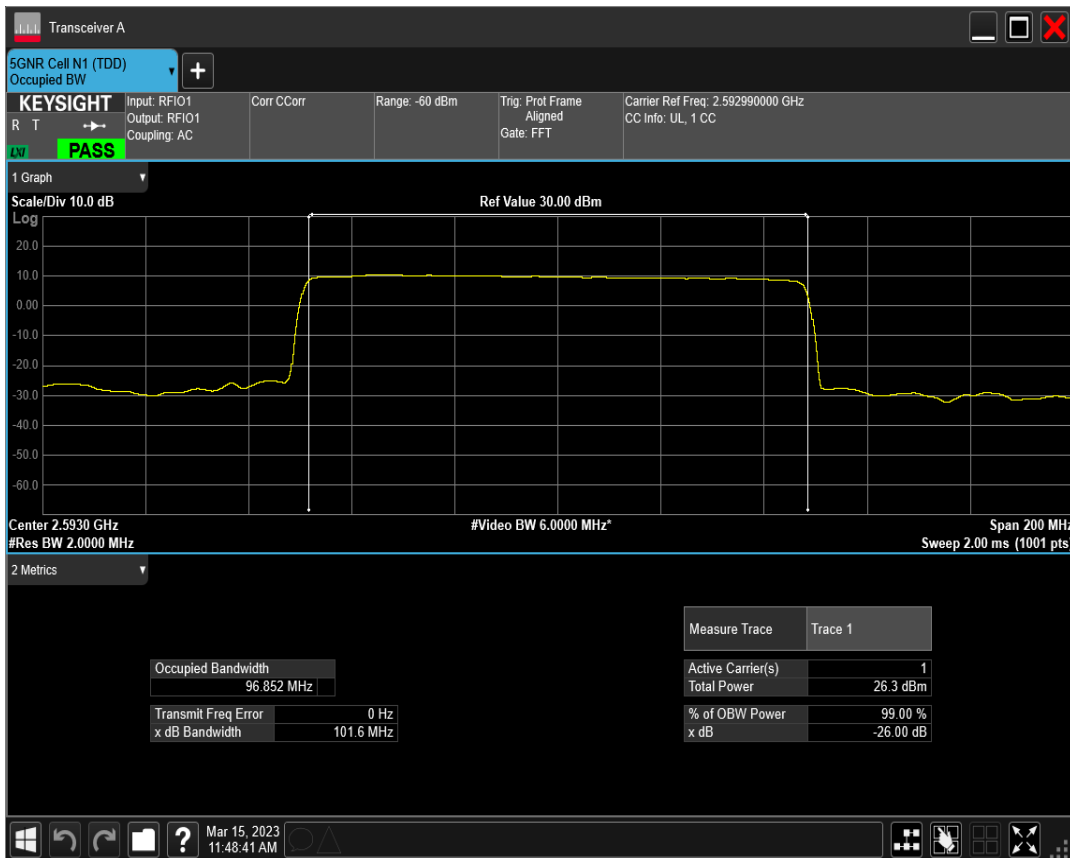 Transceiver A
5GNR Cell N1 (TDD)
Occupied BW
+
KEYSIGHT
R T
LXI
PASS
Input: RFIO1
Output: RFIO1
Coupling: AC
Corr CCorr
Range: -60 dBm
Trig: Prot Frame
Aligned
Gate: FFT
Carrier Ref Freq: 2.592990000 GHz
CC Info: UL, 1 CC
1 Graph
Scale/Div 10.0 dB
Ref Value 30.00 dBm
Log
20.0
10.0
0.00
-10.0
-20.0
-30.0
-40.0
-50.0
-60.0
Center 2.5930 GHz
#Video BW 6.0000 MHz*
Span 200 MHz
#Res BW 2.0000 MHz
Sweep 2.00 ms (1001 pts)
2 Metrics
Measure Trace Trace 1
Occupied Bandwidth
96.852 MHz
Active Carrier(s) 1
Total Power 26.3 dBm
Transmit Freq Error 0 Hz
x dB Bandwidth 101.6 MHz
% of OBW Power 99.00 %
x dB -26.00 dB
?
Mar 15, 2023
11:48:41 AM